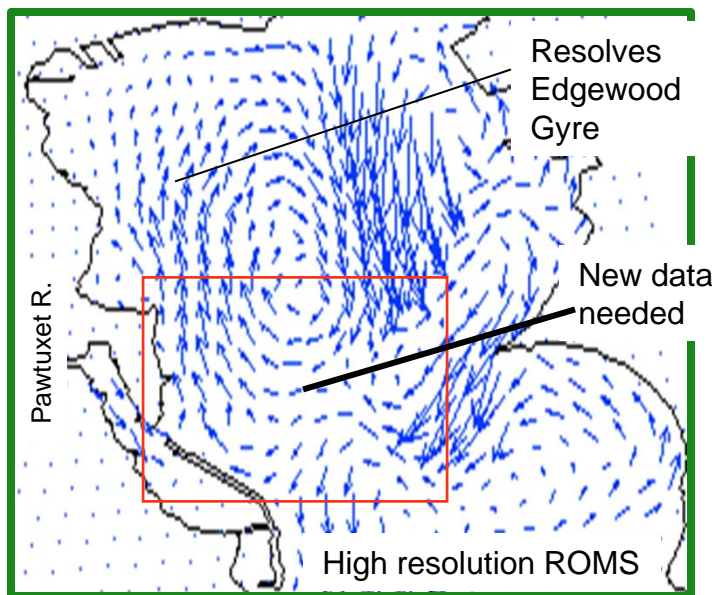 Resolves
Edgewood
Gyre
New data
needed
Pawtuxet R.
High resolution ROMS